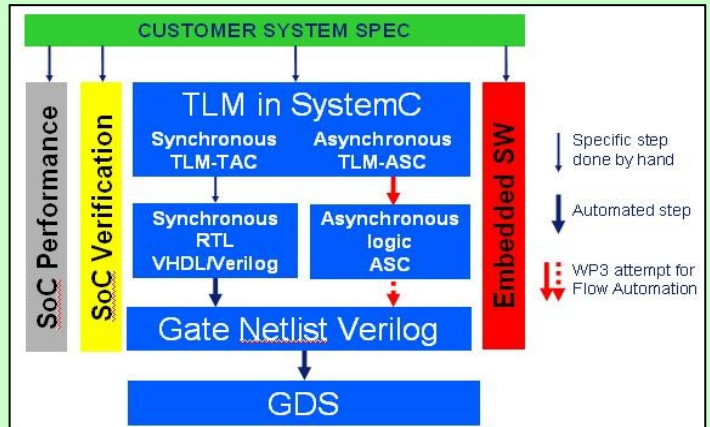 CUSTOMER SYSTEM SPEC
SoC Performance
SoC Verification
TLM in SystemC
Synchronous
TLM-TAC
Asynchronous
TLM-ASC
Synchronous
RTL
VHDL/Verilog
Asynchronous
logic
ASC
Gate Netlist Verilog
GDS
Embedded SW
Specific step
done by hand
Automated step
WP3 attempt for
Flow Automation